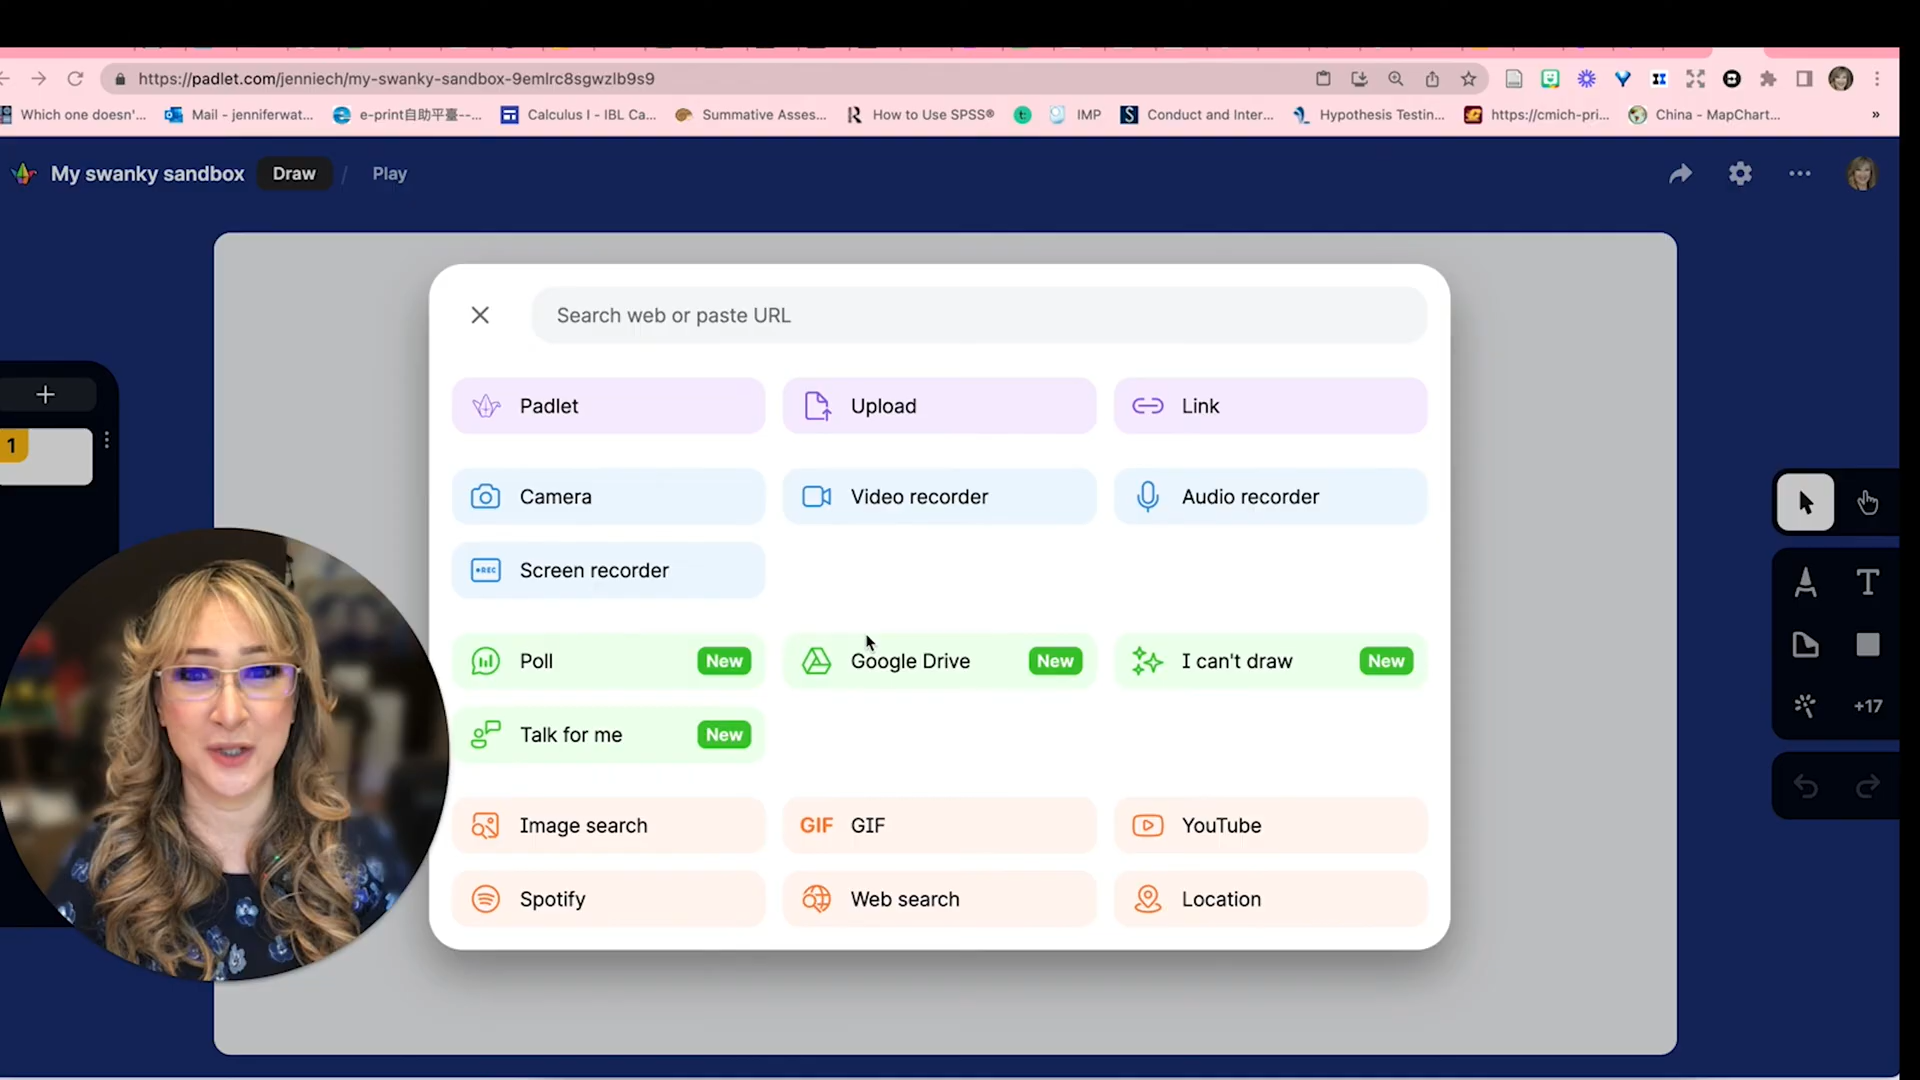 https://padlet.com/jenniech/my-swanky-sandbox-9emlrc8sgwzlb9s9
Which one doesn'... Mail - jenniferwat... e-print自助平臺--... Calculus I - IBL Ca... Summative Asses... How to Use SPSS® IMP Conduct and Inter... Hypothesis Testin... https://cmich-pri... China - MapChart... »
My swanky sandbox Draw / Play
Search web or paste URL
Padlet Upload Link
1
Camera Video recorder Audio recorder
REC Screen recorder
T
Poll New Google Drive New I can't draw New
+17
Talk for me New
Image search GIF GIF YouTube
Spotify Web search Location